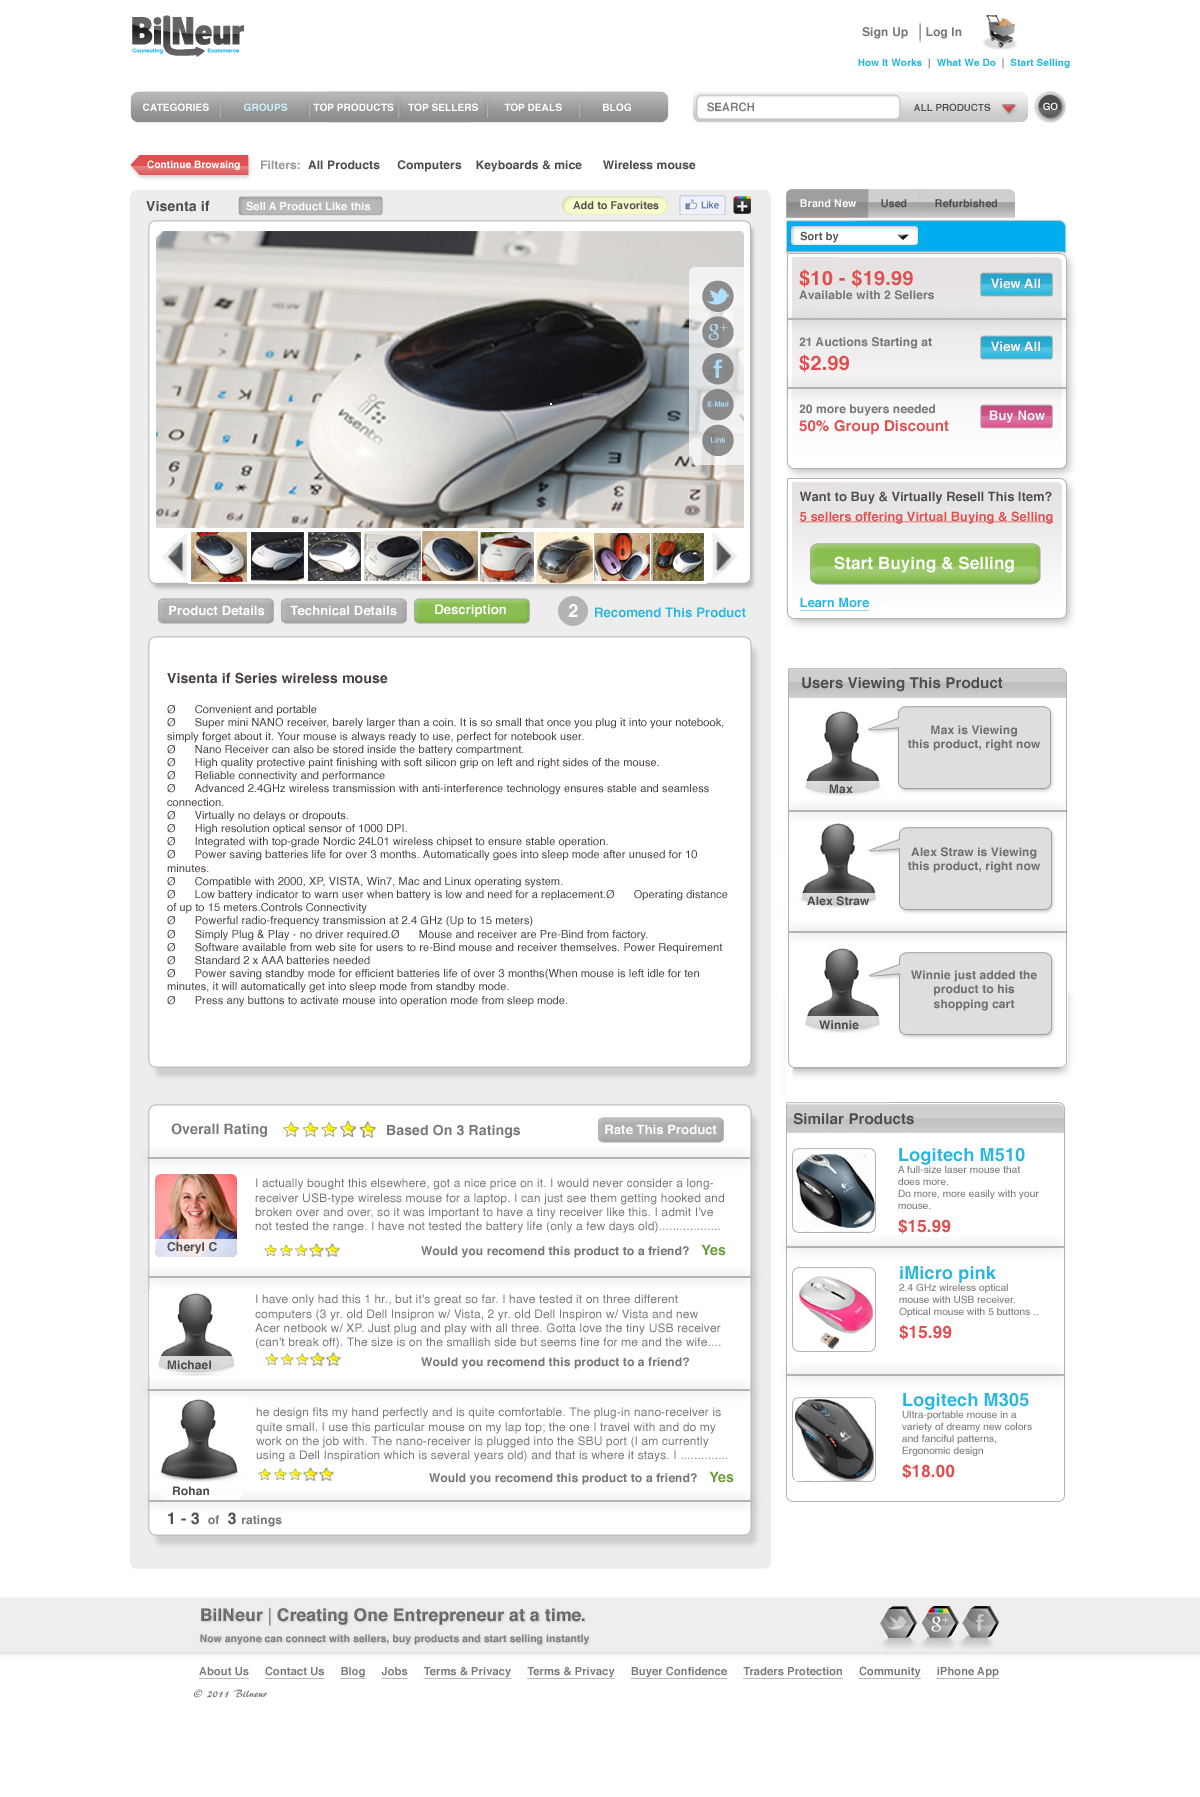 BilNeur
Connecting Ecommerce
Sign Up | Log In
How It Works | What We Do | Start Selling
CATEGORIES GROUPS TOP PRODUCTS TOP SELLERS TOP DEALS BLOG
SEARCH ALL PRODUCTS GO
Continue Browsing Filters: All Products Computers Keyboards & mice Wireless mouse
Visenta if Sell A Product Like this Add to Favorites Like
if:
visenta
g+
f
E-Mail
Link
Product Details Technical Details Description 2 Recomend This Product
Visenta if Series wireless mouse
Ø Convenient and portable
Ø Super mini NANO receiver, barely larger than a coin. It is so small that once you plug it into your notebook,
simply forget about it. Your mouse is always ready to use, perfect for notebook user.
Ø Nano Receiver can also be stored inside the battery compartment.
Ø High quality protective paint finishing with soft silicon grip on left and right sides of the mouse.
Ø Reliable connectivity and performance
Ø Advanced 2.4GHz wireless transmission with anti-interference technology ensures stable and seamless
connection.
Ø Virtually no delays or dropouts.
Ø High resolution optical sensor of 1000 DPI.
Ø Integrated with top-grade Nordic 24L01 wireless chipset to ensure stable operation.
Ø Power saving batteries life for over 3 months. Automatically goes into sleep mode after unused for 10
minutes.
Ø Compatible with 2000, XP, VISTA, Win7, Mac and Linux operating system.
Ø Low battery indicator to warn user when battery is low and need for a replacement.Ø Operating distance
of up to 15 meters.Controls Connectivity
Ø Powerful radio-frequency transmission at 2.4 GHz (Up to 15 meters)
Ø Simply Plug & Play - no driver required.Ø Mouse and receiver are Pre-Bind from factory.
Ø Software available from web site for users to re-Bind mouse and receiver themselves. Power Requirement
Ø Standard 2 x AAA batteries needed
Ø Power saving standby mode for efficient batteries life of over 3 months(When mouse is left idle for ten
minutes, it will automatically get into sleep mode from standby mode.
Ø Press any buttons to activate mouse into operation mode from sleep mode.
Overall Rating Based On 3 Ratings Rate This Product
I actually bought this elsewhere, got a nice price on it. I would never consider a long-
receiver USB-type wireless mouse for a laptop. I can just see them getting hooked and
broken over and over, so it was important to have a tiny receiver like this. I admit I've
not tested the range. I have not tested the battery life (only a few days old)..................
Cheryl C
Would you recomend this product to a friend? Yes
I have only had this 1 hr., but it's great so far. I have tested it on three different
computers (3 yr. old Dell Insipron w/ Vista, 2 yr. old Dell Inspiron w/ Vista and new
Acer netbook w/ XP. Just plug and play with all three. Gotta love the tiny USB receiver
(can't break off). The size is on the smallish side but seems fine for me and the wife....
Michael
Would you recomend this product to a friend?
he design fits my hand perfectly and is quite comfortable. The plug-in nano-receiver is
quite small. I use this particular mouse on my lap top; the one I travel with and do my
work on the job with. The nano-receiver is plugged into the SBU port (I am currently
using a Dell Inspiration which is several years old) and that is where it stays. I ..............
Rohan
Would you recomend this product to a friend? Yes
1 - 3 of 3 ratings
Brand New Used Refurbished
Sort by
$10 - $19.99
Available with 2 Sellers
View All
21 Auctions Starting at
$2.99
View All
20 more buyers needed
50% Group Discount
Buy Now
Want to Buy & Virtually Resell This Item?
5 sellers offering Virtual Buying & Selling
Start Buying & Selling
Learn More
Users Viewing This Product
Max is Viewing
this product, right now
Max
Alex Straw is Viewing
this product, right now
Alex Straw
Winnie just added the
product to his
shopping cart
Winnie
Similar Products
Logitech M510
A full-size laser mouse that
does more.
Do more, more easily with your
mouse.
$15.99
iMicro pink
2.4 GHz wireless optical
mouse with USB receiver.
Optical mouse with 5 buttons ..
$15.99
Logitech M305
Ultra-portable mouse in a
variety of dreamy new colors
and fanciful patterns,
Ergonomic design
$18.00
BilNeur | Creating One Entrepreneur at a time.
Now anyone can connect with sellers, buy products and start selling instantly
g+ f
About Us Contact Us Blog Jobs Terms & Privacy Terms & Privacy Buyer Confidence Traders Protection Community iPhone App
© 2011 Bilneur